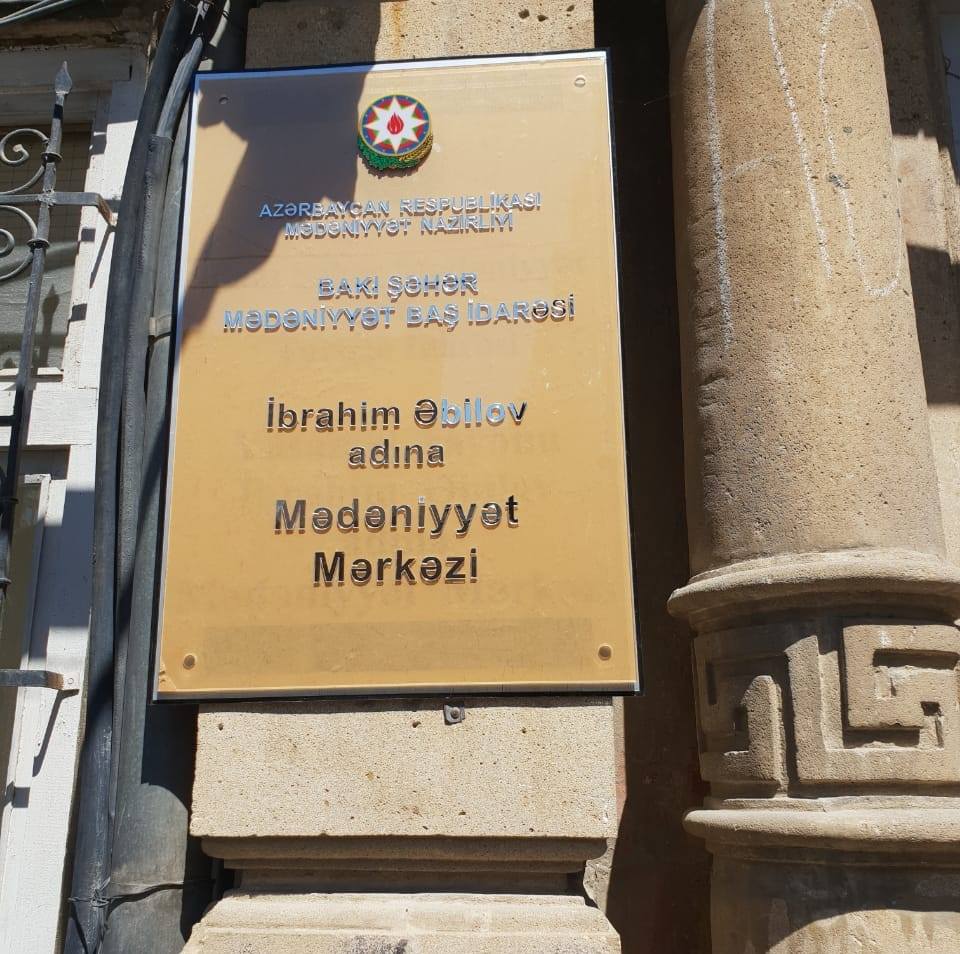 AZƏRBAYCAN RESPUBLİKASI
MƏDƏNİYYƏT NAZİRLİYİ
BAKI ŞƏHƏR
MƏDƏNİYYƏT BAŞ İDARƏSİ
İbrahim Əbilov
adına
Mədəniyyət
Mərkəzi